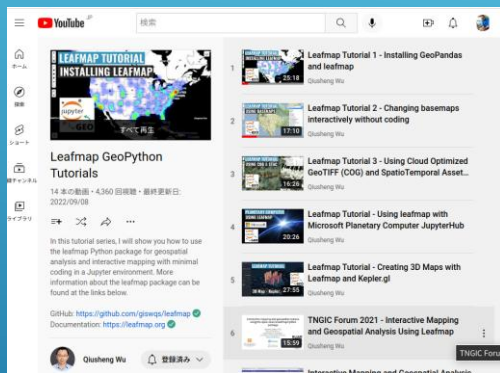 YouTube JP
検索
ホーム
探索
ショート
ライブラリ
LEAFMAP TUTORIAL
INSTALLING LEAFMAP
jupyter
GEO
すべて再生
Leafmap GeoPython
Tutorials
14 本の動画・4,360 回視聴・最終更新日:
2022/09/08
In this tutorial series, I will show you how to use
the leafmap Python package for geospatial
analysis and interactive mapping with minimal
coding in a Jupyter environment. More
information about the leafmap package can be
found at the links below.
GitHub: https://github.com/giswqs/leafmap
Documentation: https://leafmap.org
Qiusheng Wu
登録済み
1
25:18
Leafmap Tutorial 1 - Installing GeoPandas
and leafmap
Qiusheng Wu
2
17:10
Leafmap Tutorial 2 - Changing basemaps
interactively without coding
Qiusheng Wu
3
16:26
Leafmap Tutorial 3 - Using Cloud Optimized
GeoTIFF (COG) and SpatioTemporal Asset...
Qiusheng Wu
4
20:26
Leafmap Tutorial - Using leafmap with
Microsoft Planetary Computer JupyterHub
Qiusheng Wu
5
27:55
Leafmap Tutorial - Creating 3D Maps with
Leafmap and Kepler.gl
Qiusheng Wu
6
15:59
TNGIC Forum 2021 - Interactive Mapping
and Geospatial Analysis Using Leafmap
Qiusheng Wu
TNGIC Foru
Interactive Mapping and Geospatial Analysis